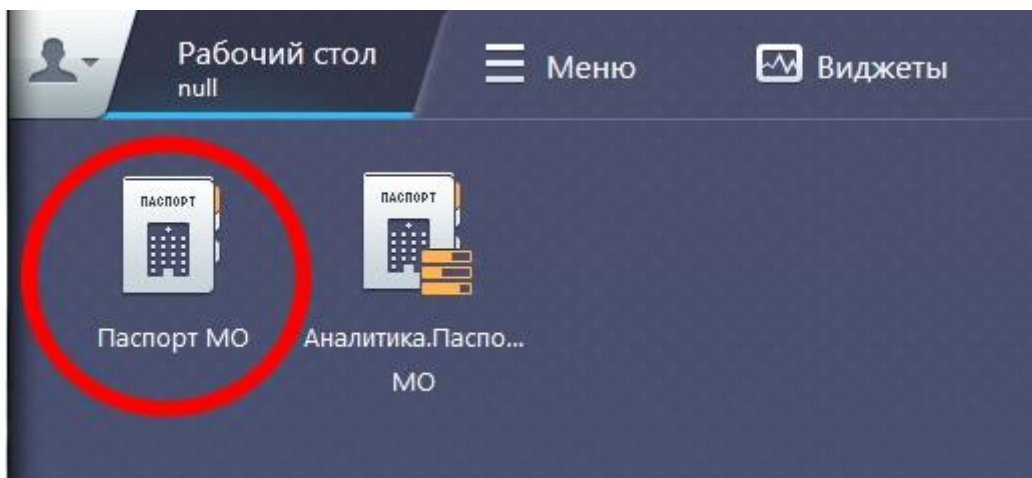 Рабочий стол
null
Меню
Виджеты
ПАСПОРТ
ПАСПОРТ
Паспорт МО
Аналитика.Паспо...
МО